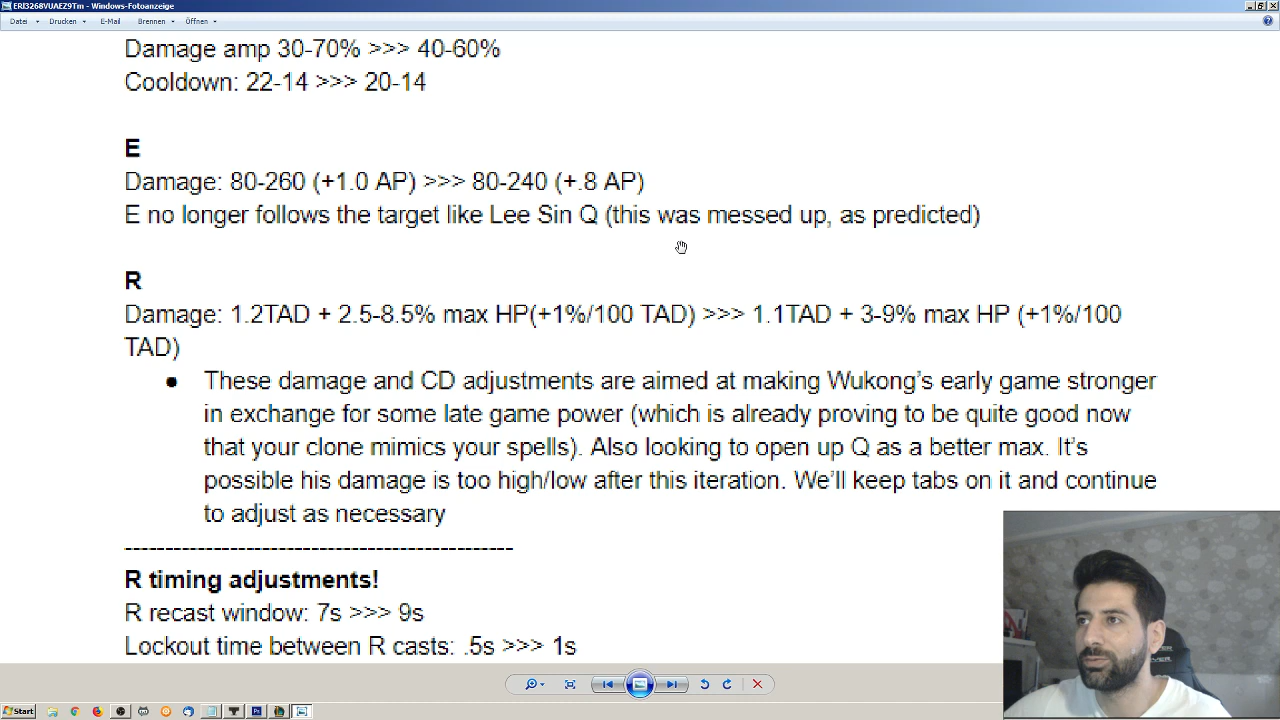 ERI3268VUAEZ9Tm - Windows-Fotoanzeige
Datei Drucken E-Mail Brennen Öffnen
Damage amp 30-70% >>> 40-60%
Cooldown: 22-14 >>> 20-14
E
Damage: 80-260 (+1.0 AP) >>> 80-240 (+.8 AP)
E no longer follows the target like Lee Sin Q (this was messed up, as predicted)
R
Damage: 1.2TAD + 2.5-8.5% max HP(+1%/100 TAD) >>> 1.1TAD + 3-9% max HP (+1%/100
TAD)
● These damage and CD adjustments are aimed at making Wukong’s early game stronger
in exchange for some late game power (which is already proving to be quite good now
that your clone mimics your spells). Also looking to open up Q as a better max. It’s
possible his damage is too high/low after this iteration. We’ll keep tabs on it and continue
to adjust as necessary
------------------------------------------------
R timing adjustments!
R recast window: 7s >>> 9s
Lockout time between R casts: .5s >>> 1s
Start